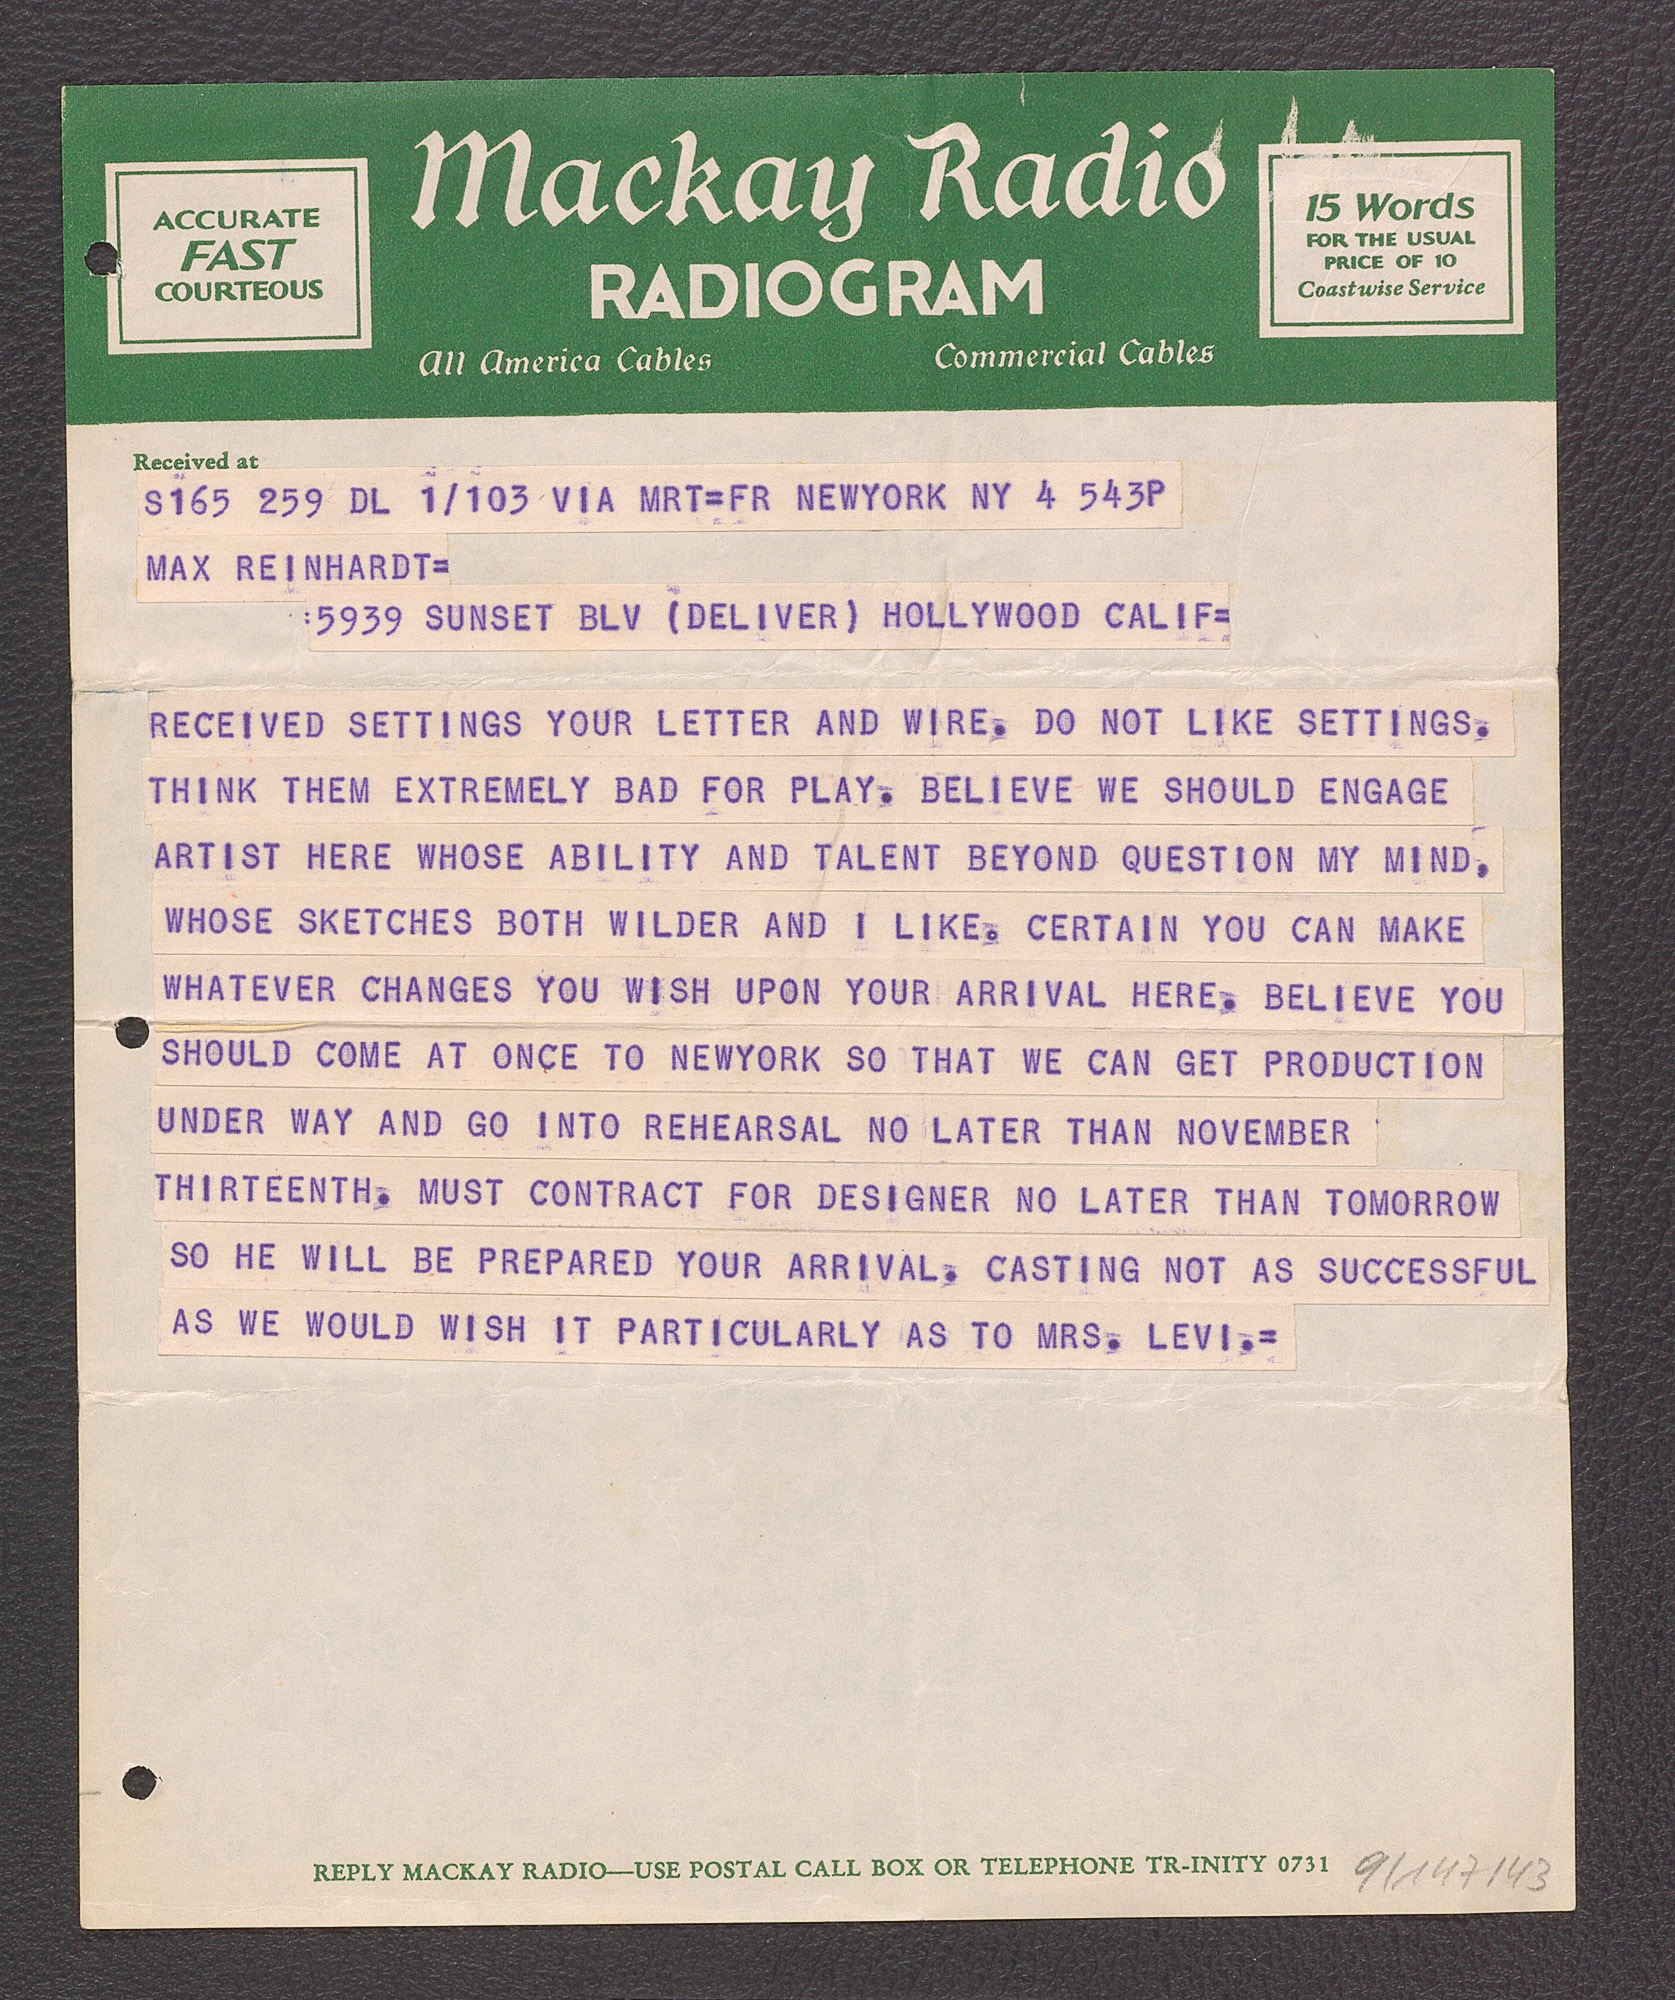 Mackay Radio
RADIOGRAM
All America Cables
Commercial Cables
ACCURATE
FAST
COURTEOUS
15 Words
FOR THE USUAL
PRICE OF 10
Coastwise Service
Received at
S165 259 DL 1/103 VIA MRT=FR NEWYORK NY 4 543P
MAX REINHARDT=
:5939 SUNSET BLV (DELIVER) HOLLYWOOD CALIF=
RECEIVED SETTINGS YOUR LETTER AND WIRE. DO NOT LIKE SETTINGS.
THINK THEM EXTREMELY BAD FOR PLAY. BELIEVE WE SHOULD ENGAGE
ARTIST HERE WHOSE ABILITY AND TALENT BEYOND QUESTION MY MIND,
WHOSE SKETCHES BOTH WILDER AND I LIKE. CERTAIN YOU CAN MAKE
WHATEVER CHANGES YOU WISH UPON YOUR ARRIVAL HERE. BELIEVE YOU
SHOULD COME AT ONCE TO NEWYORK SO THAT WE CAN GET PRODUCTION
UNDER WAY AND GO INTO REHEARSAL NO LATER THAN NOVEMBER
THIRTEENTH. MUST CONTRACT FOR DESIGNER NO LATER THAN TOMORROW
SO HE WILL BE PREPARED YOUR ARRIVAL. CASTING NOT AS SUCCESSFUL
AS WE WOULD WISH IT PARTICULARLY AS TO MRS. LEVI.=
REPLY MACKAY RADIO—USE POSTAL CALL BOX OR TELEPHONE TR-INITY 0731
91/147/143